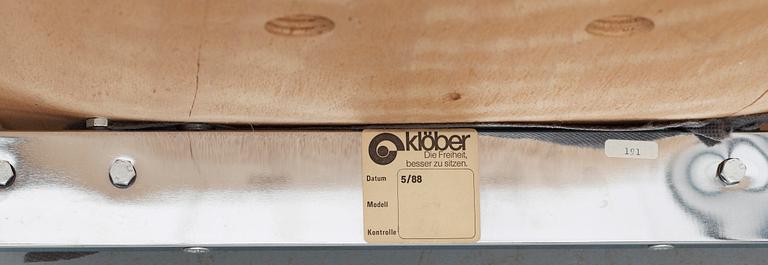 klöber
Die Freiheit,
besser zu sitzen.
Datum 5/88
Modell
Kontrolle
191